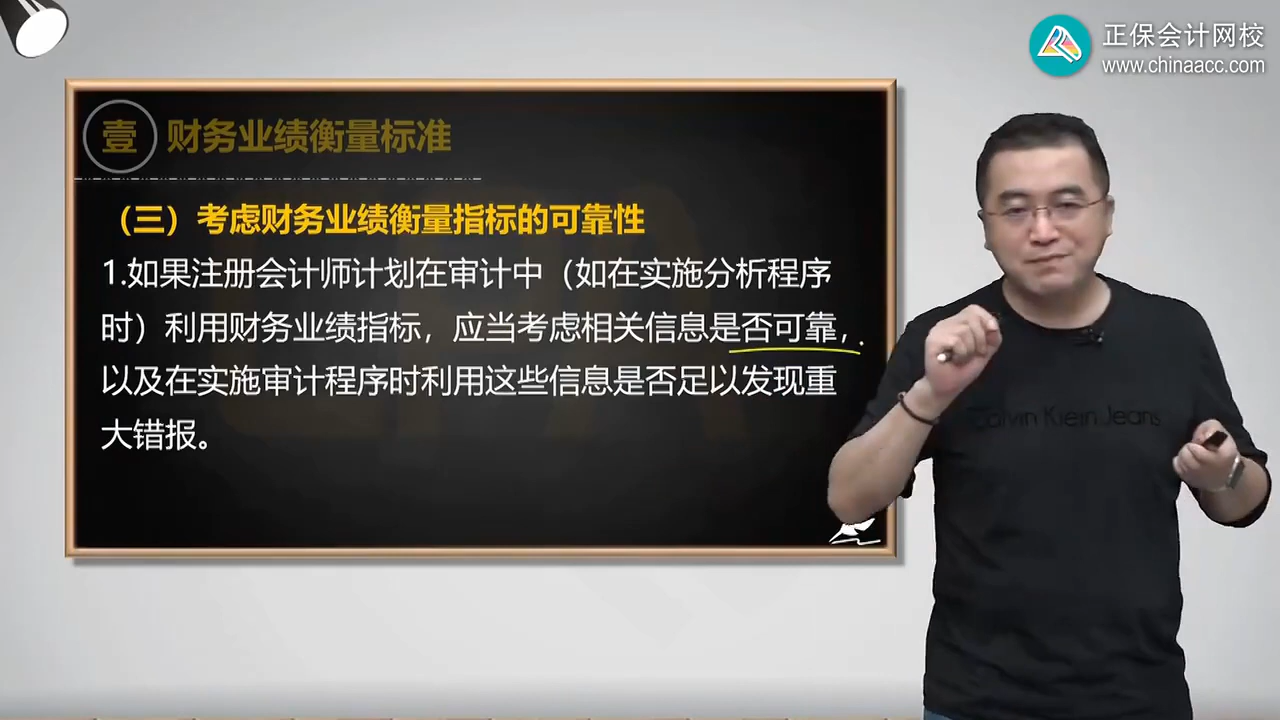 正保会计网校
www.chinaacc.com
壹 财务业绩衡量标准
（三）考虑财务业绩衡量指标的可靠性
1.如果注册会计师计划在审计中（如在实施分析程序
时）利用财务业绩指标，应当考虑相关信息是否可靠，
以及在实施审计程序时利用这些信息是否足以发现重
大错报。
Calvin Klein Jeans